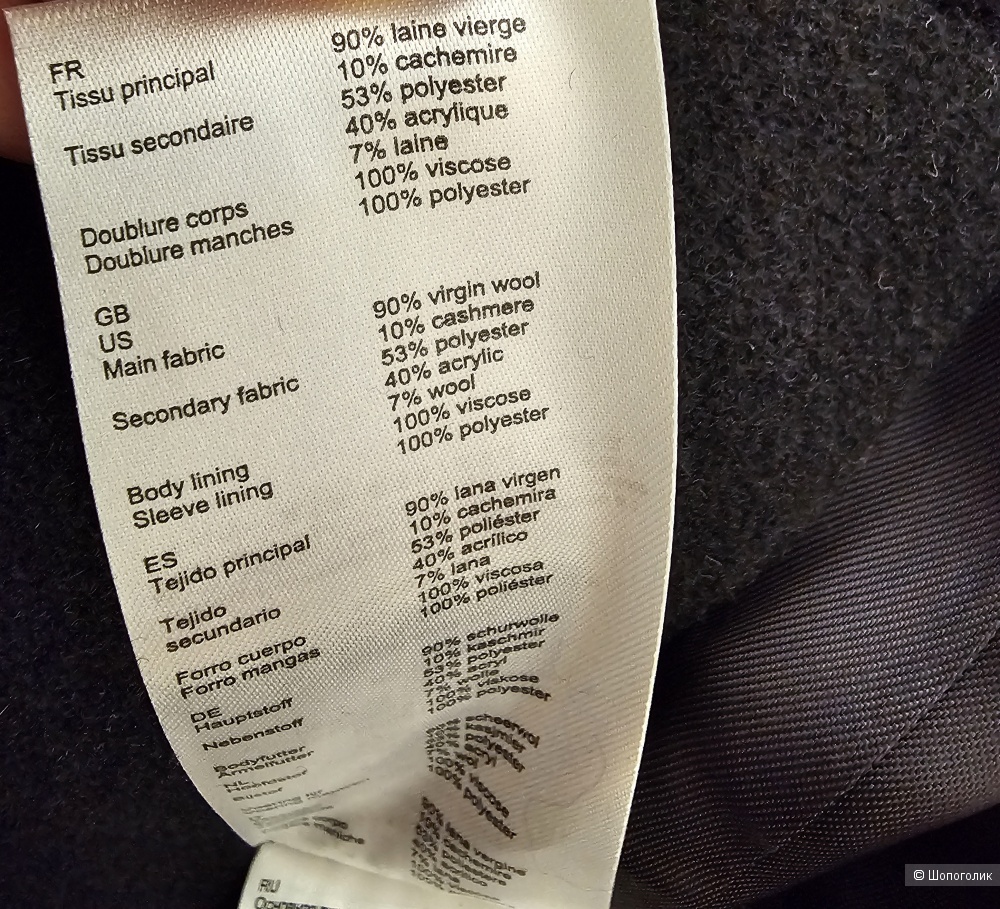 FR
Tissu principal
90% laine vierge
10% cachemire
Tissu secondaire
53% polyester
40% acrylique
7% laine
Doublure corps
100% viscose
Doublure manches
100% polyester
GB
US
Main fabric
90% virgin wool
10% cashmere
Secondary fabric
53% polyester
40% acrylic
7% wool
Body lining
100% viscose
Sleeve lining
100% polyester
ES
Tejido principal
90% lana virgen
10% cachemira
Tejido
secundario
53% poliéster
40% acrílico
7% lana
Forro cuerpo
100% viscosa
Forro mangas
100% poliéster
DE
Hauptstoff
90% schurwolle
10% kaschmir
Nebenstoff
53% polyester
40% acryl
7% wolle
Bodyfutter
100% viskose
Armelfutter
100% polyester
NL
RU
© Шопоголик